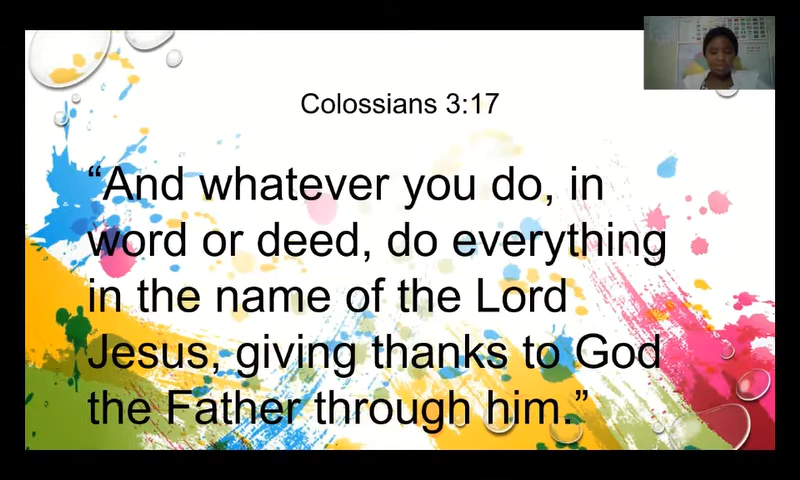 Colossians 3:17
“And whatever you do, in
word or deed, do everything
in the name of the Lord
Jesus, giving thanks to God
the Father through him.”